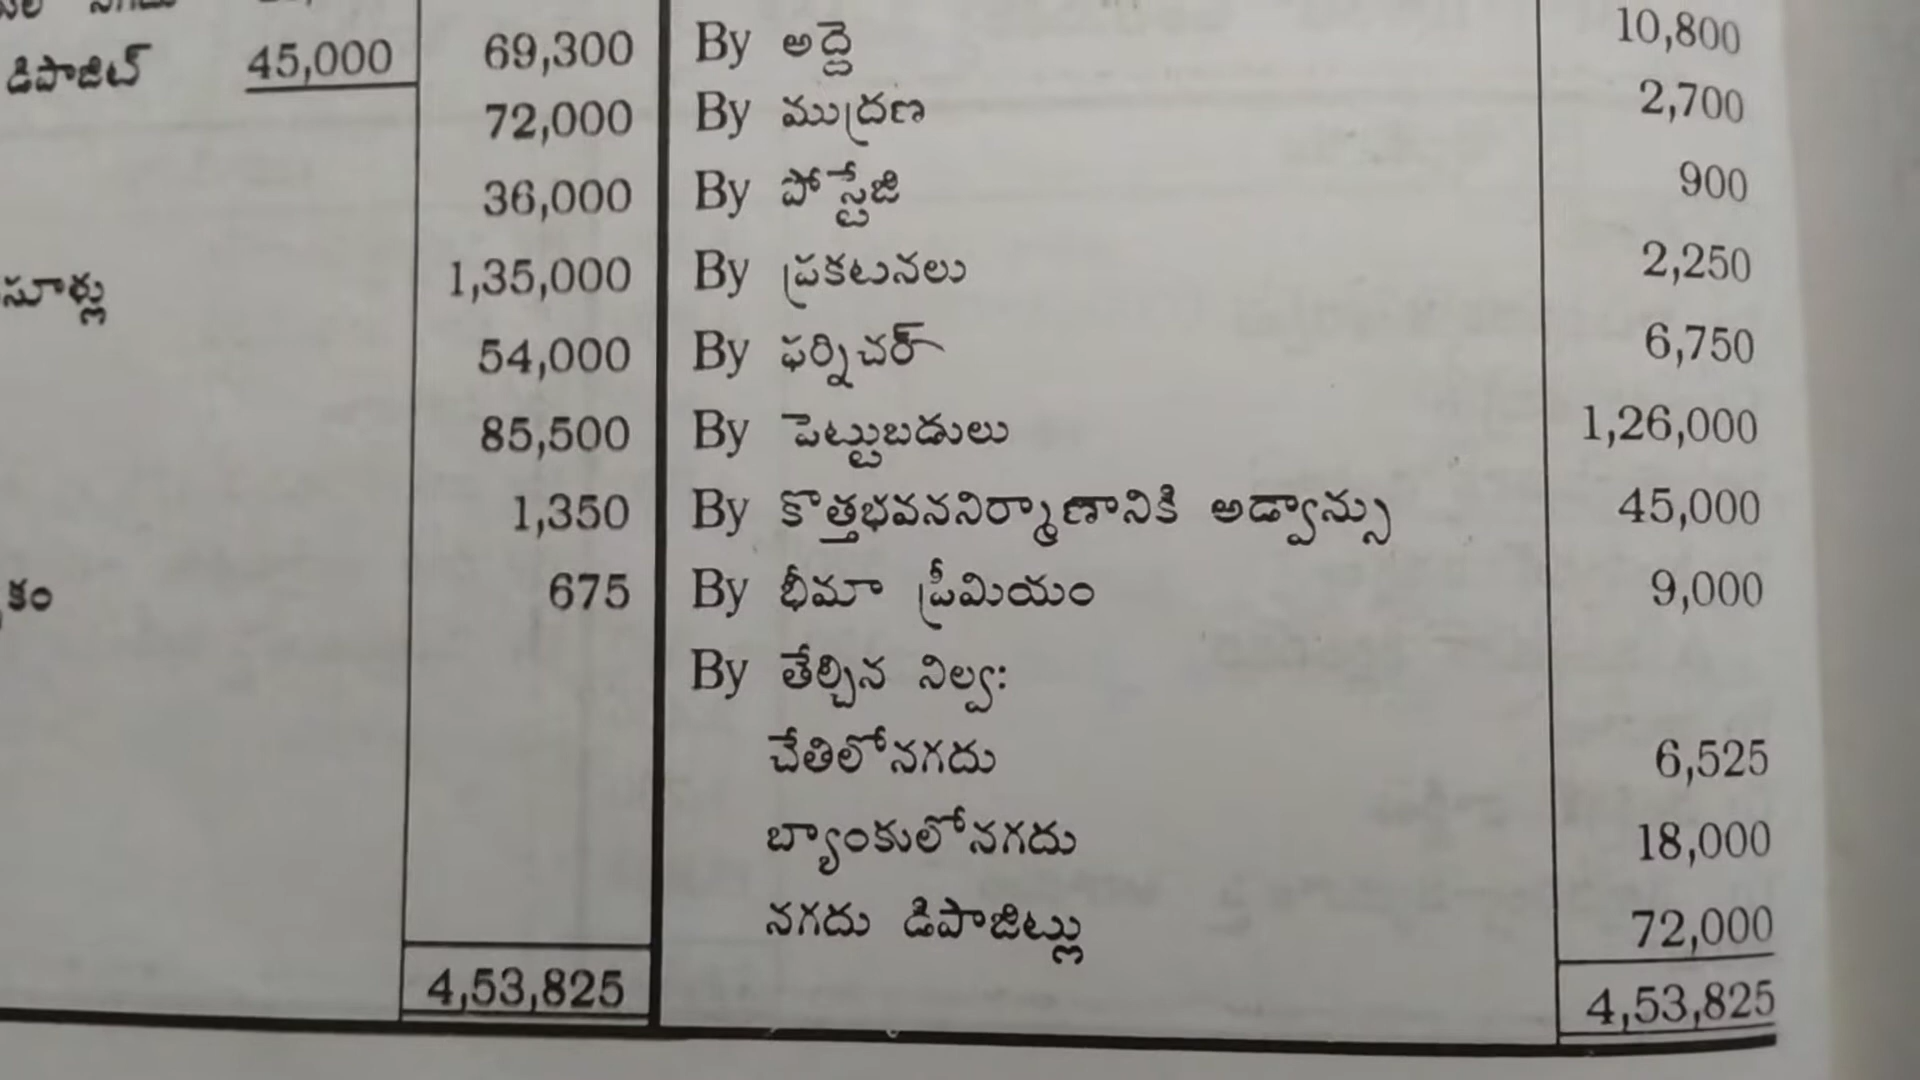 డిపాజిట్ 45,000 69,300 By అద్దె 10,800
72,000 By ముద్రణ 2,700
36,000 By పోస్టేజి 900
సూళ్లు 1,35,000 By ప్రకటనలు 2,250
54,000 By ఫర్నిచర్ 6,750
85,500 By పెట్టుబడులు 1,26,000
1,350 By కొత్తభవననిర్మాణానికి అడ్వాన్సు 45,000
కం 675 By భీమా ప్రీమియం 9,000
By తేల్చిన నిల్వ:
చేతిలోనగదు 6,525
బ్యాంకులోనగదు 18,000
నగదు డిపాజిట్లు 72,000
4,53,825 4,53,825